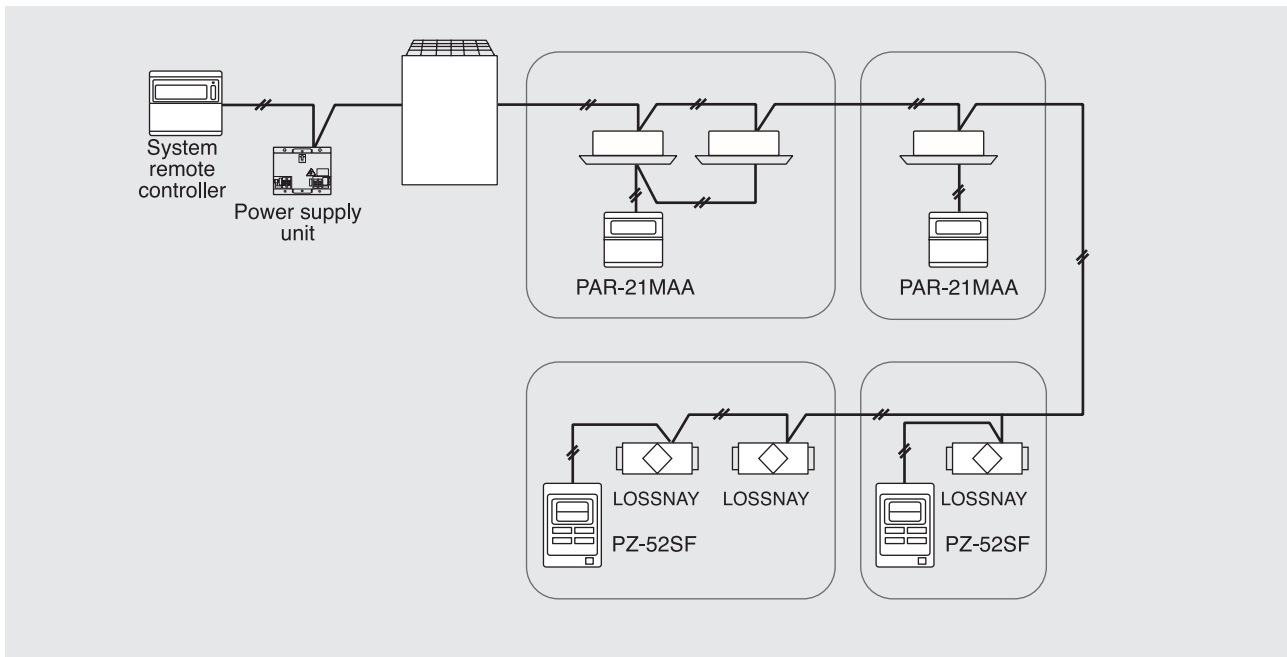 System
remote
controller
Power supply
unit
PAR-21MAA
PAR-21MAA
LOSSNAY
LOSSNAY
LOSSNAY
PZ-52SF
PZ-52SF